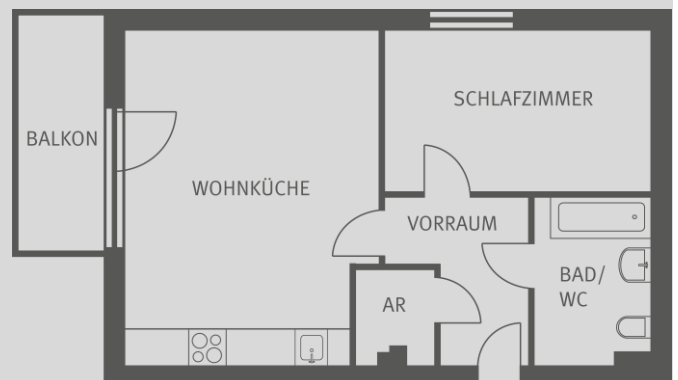 SCHLAFZIMMER
BALKON
WOHNKÜCHE
VORRAUM
BAD/
WC
AR